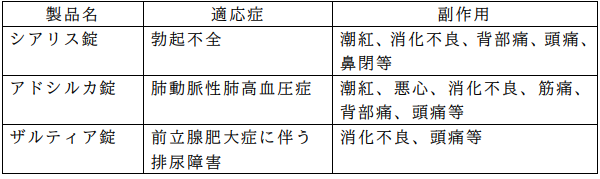 製品名 適応症 副作用
シアリス錠 勃起不全 潮紅、消化不良、背部痛、頭痛、
鼻閉等
アドシルカ錠 肺動脈性肺高血圧症 潮紅、悪心、消化不良、筋痛、
背部痛、頭痛等
ザルティア錠 前立腺肥大症に伴う 消化不良、頭痛等
排尿障害